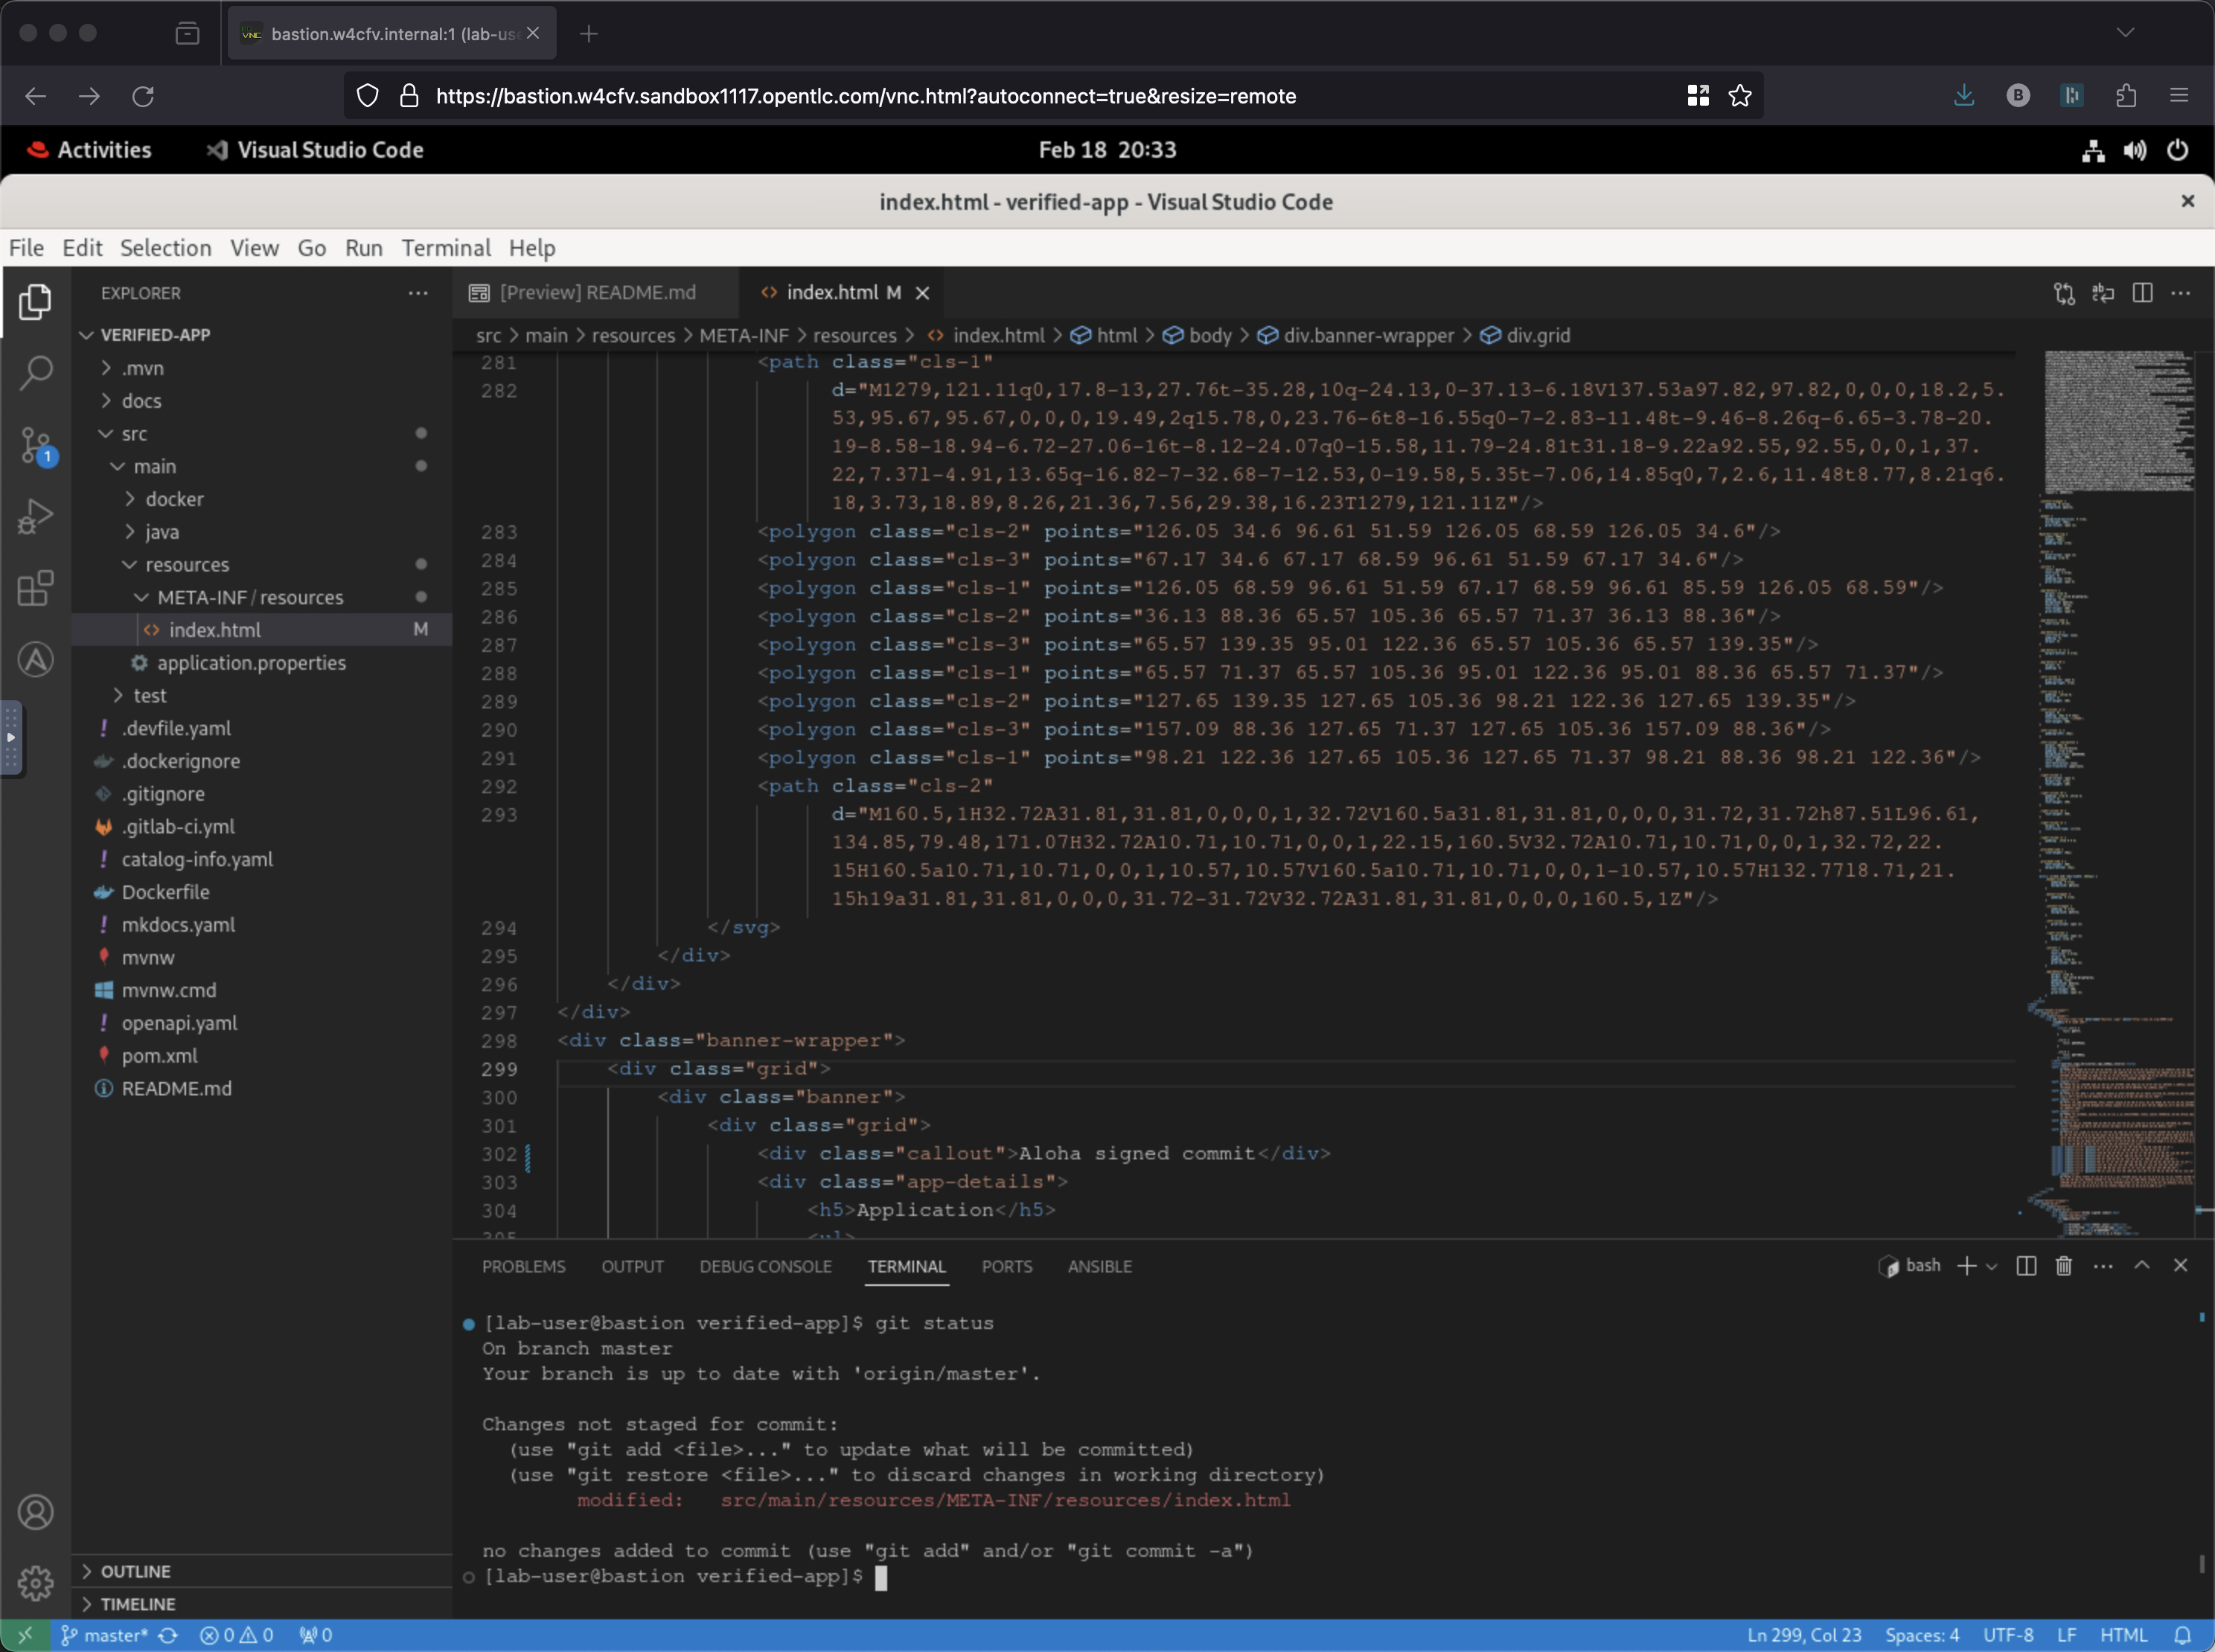 bastion.w4cfv.internal:1 (lab-us
https://bastion.w4cfv.sandbox1117.opentlc.com/vnc.html?autoconnect=true&resize=remote
Activities
Visual Studio Code
Feb 18 20:33
index.html - verified-app - Visual Studio Code
File Edit Selection View Go Run Terminal Help
EXPLORER
VERIFIED-APP
.mvn
docs
src
main
docker
java
resources
META-INF/resources
index.html M
application.properties
test
.devfile.yaml
.dockerignore
.gitignore
.gitlab-ci.yml
catalog-info.yaml
Dockerfile
mkdocs.yaml
mvnw
mvnw.cmd
openapi.yaml
pom.xml
README.md
OUTLINE
TIMELINE
[Preview] README.md
index.html M
src > main > resources > META-INF > resources > index.html > html > body > div.banner-wrapper > div.grid
281 <path class="cls-1"
282 d="M1279,121.11q0,17.8-13,27.76t-35.28,10q-24.13,0-37.13-6.18V137.53a97.82,97.82,0,0,0,18.2,5.
53,95.67,95.67,0,0,0,19.49,2q15.78,0,23.76-6t8-16.55q0-7-2.83-11.48t-9.46-8.26q-6.65-3.78-20.
19-8.58-18.94-6.72-27.06-16t-8.12-24.07q0-15.58,11.79-24.81t31.18-9.22a92.55,92.55,0,0,1,37.
22,7.37l-4.91,13.65q-16.82-7-32.68-7-12.53,0-19.58,5.35t-7.06,14.85q0,7,2.6,11.48t8.77,8.21q6.
18,3.73,18.89,8.26,21.36,7.56,29.38,16.23T1279,121.11Z"/>
283 <polygon class="cls-2" points="126.05 34.6 96.61 51.59 126.05 68.59 126.05 34.6"/>
284 <polygon class="cls-3" points="67.17 34.6 67.17 68.59 96.61 51.59 67.17 34.6"/>
285 <polygon class="cls-1" points="126.05 68.59 96.61 51.59 67.17 68.59 96.61 85.59 126.05 68.59"/>
286 <polygon class="cls-2" points="36.13 88.36 65.57 105.36 65.57 71.37 36.13 88.36"/>
287 <polygon class="cls-3" points="65.57 139.35 95.01 122.36 65.57 105.36 65.57 139.35"/>
288 <polygon class="cls-1" points="65.57 71.37 65.57 105.36 95.01 122.36 95.01 88.36 65.57 71.37"/>
289 <polygon class="cls-2" points="127.65 139.35 127.65 105.36 98.21 122.36 127.65 139.35"/>
290 <polygon class="cls-3" points="157.09 88.36 127.65 71.37 127.65 105.36 157.09 88.36"/>
291 <polygon class="cls-1" points="98.21 122.36 127.65 105.36 127.65 71.37 98.21 88.36 98.21 122.36"/>
292 <path class="cls-2"
293 d="M160.5,1H32.72A31.81,31.81,0,0,0,1,32.72V160.5a31.81,31.81,0,0,0,31.72,31.72h87.51L96.61,
134.85,79.48,171.07H32.72A10.71,10.71,0,0,1,22.15,160.5V32.72A10.71,10.71,0,0,1,32.72,22.
15H160.5a10.71,10.71,0,0,1,10.57,10.57V160.5a10.71,10.71,0,0,1-10.57,10.57H132.77l8.71,21.
15h19a31.81,31.81,0,0,0,31.72-31.72V32.72A31.81,31.81,0,0,0,160.5,1Z"/>
294 </svg>
295 </div>
296 </div>
297 </div>
298 <div class="banner-wrapper">
299 <div class="grid">
300 <div class="banner">
301 <div class="grid">
302 <div class="callout">Aloha signed commit</div>
303 <div class="app-details">
304 <h5>Application</h5>
305 <ul>
PROBLEMS OUTPUT DEBUG CONSOLE TERMINAL PORTS ANSIBLE
bash
[lab-user@bastion verified-app]$ git status
On branch master
Your branch is up to date with 'origin/master'.
Changes not staged for commit:
(use "git add <file>..." to update what will be committed)
(use "git restore <file>..." to discard changes in working directory)
modified: src/main/resources/META-INF/resources/index.html
no changes added to commit (use "git add" and/or "git commit -a")
[lab-user@bastion verified-app]$
master* 0 0 0
Ln 299, Col 23 Spaces: 4 UTF-8 LF HTML